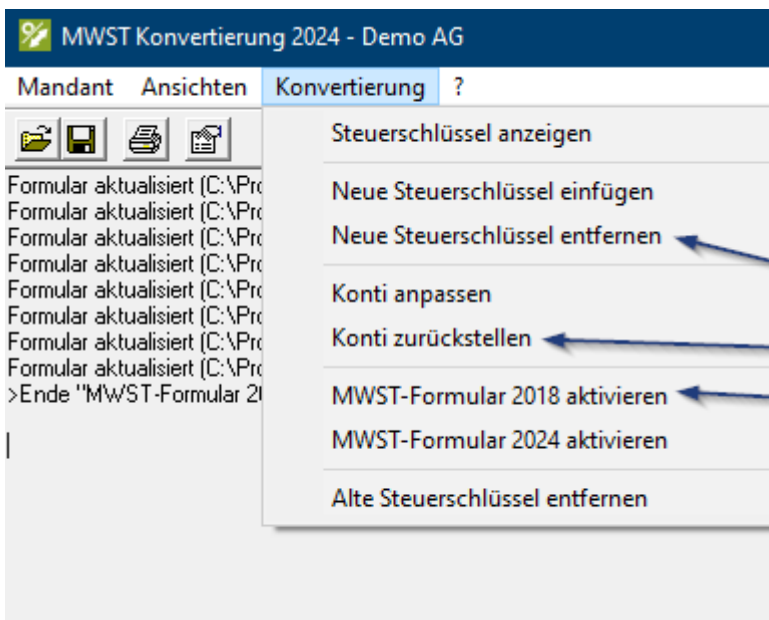 MWST Konvertierung 2024 - Demo AG
Mandant Ansichten Konvertierung ?
Steuerschlüssel anzeigen
Neue Steuerschlüssel einfügen
Neue Steuerschlüssel entfernen
Konti anpassen
Konti zurückstellen
MWST-Formular 2018 aktivieren
MWST-Formular 2024 aktivieren
Alte Steuerschlüssel entfernen
Formular aktualisiert (C:\Pro
Formular aktualisiert (C:\Pro
Formular aktualisiert (C:\Pro
Formular aktualisiert (C:\Pro
Formular aktualisiert (C:\Pro
Formular aktualisiert (C:\Pro
Formular aktualisiert (C:\Pro
Formular aktualisiert (C:\Pro
>Ende "MWST-Formular 20